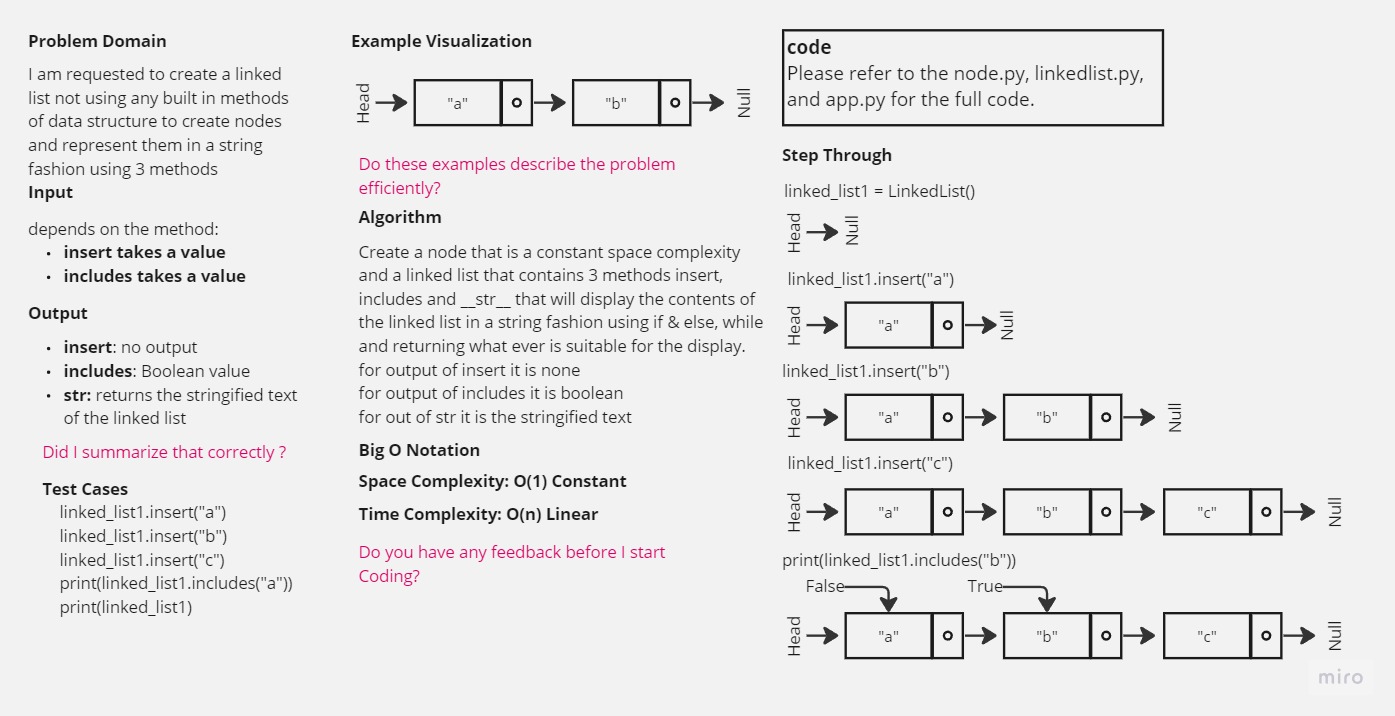 Problem Domain
I am requested to create a linked
list not using any built in methods
of data structure to create nodes
and represent them in a string
fashion using 3 methods
Input
depends on the method:
• insert takes a value
• includes takes a value
Output
• insert: no output
• includes: Boolean value
• str: returns the stringified text
of the linked list
Did I summarize that correctly ?
Test Cases
linked_list1.insert("a")
linked_list1.insert("b")
linked_list1.insert("c")
print(linked_list1.includes("a"))
print(linked_list1)
Example Visualization
Head "a" "b" Null
Do these examples describe the problem
efficiently?
Algorithm
Create a node that is a constant space complexity
and a linked list that contains 3 methods insert,
includes and __str__ that will display the contents of
the linked list in a string fashion using if & else, while
and returning what ever is suitable for the display.
for output of insert it is none
for output of includes it is boolean
for out of str it is the stringified text
Big O Notation
Space Complexity: O(1) Constant
Time Complexity: O(n) Linear
Do you have any feedback before I start
Coding?
code
Please refer to the node.py, linkedlist.py,
and app.py for the full code.
Step Through
linked_list1 = LinkedList()
Head Null
linked_list1.insert("a")
Head "a" Null
linked_list1.insert("b")
Head "a" "b" Null
linked_list1.insert("c")
Head "a" "b" "c" Null
print(linked_list1.includes("b"))
False True
Head "a" "b" "c" Null
miro